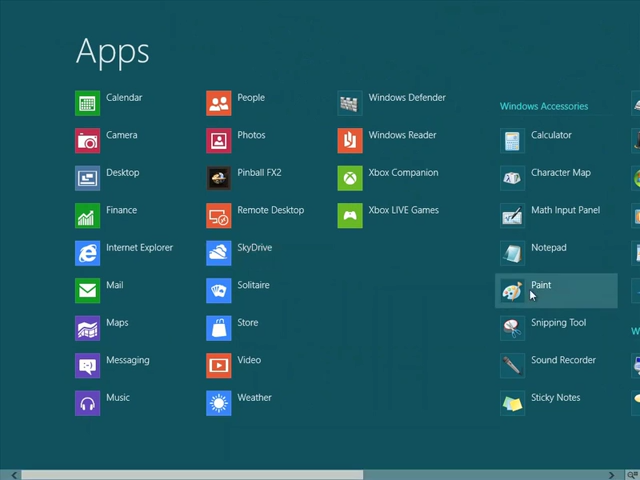 Apps
Calendar
Camera
Desktop
Finance
Internet Explorer
Mail
Maps
Messaging
Music
People
Photos
Pinball FX2
Remote Desktop
SkyDrive
Solitaire
Store
Video
Weather
Windows Defender
Windows Reader
Xbox Companion
Xbox LIVE Games
Windows Accessories
Calculator
Character Map
Math Input Panel
Notepad
Paint
Snipping Tool
Sound Recorder
Sticky Notes